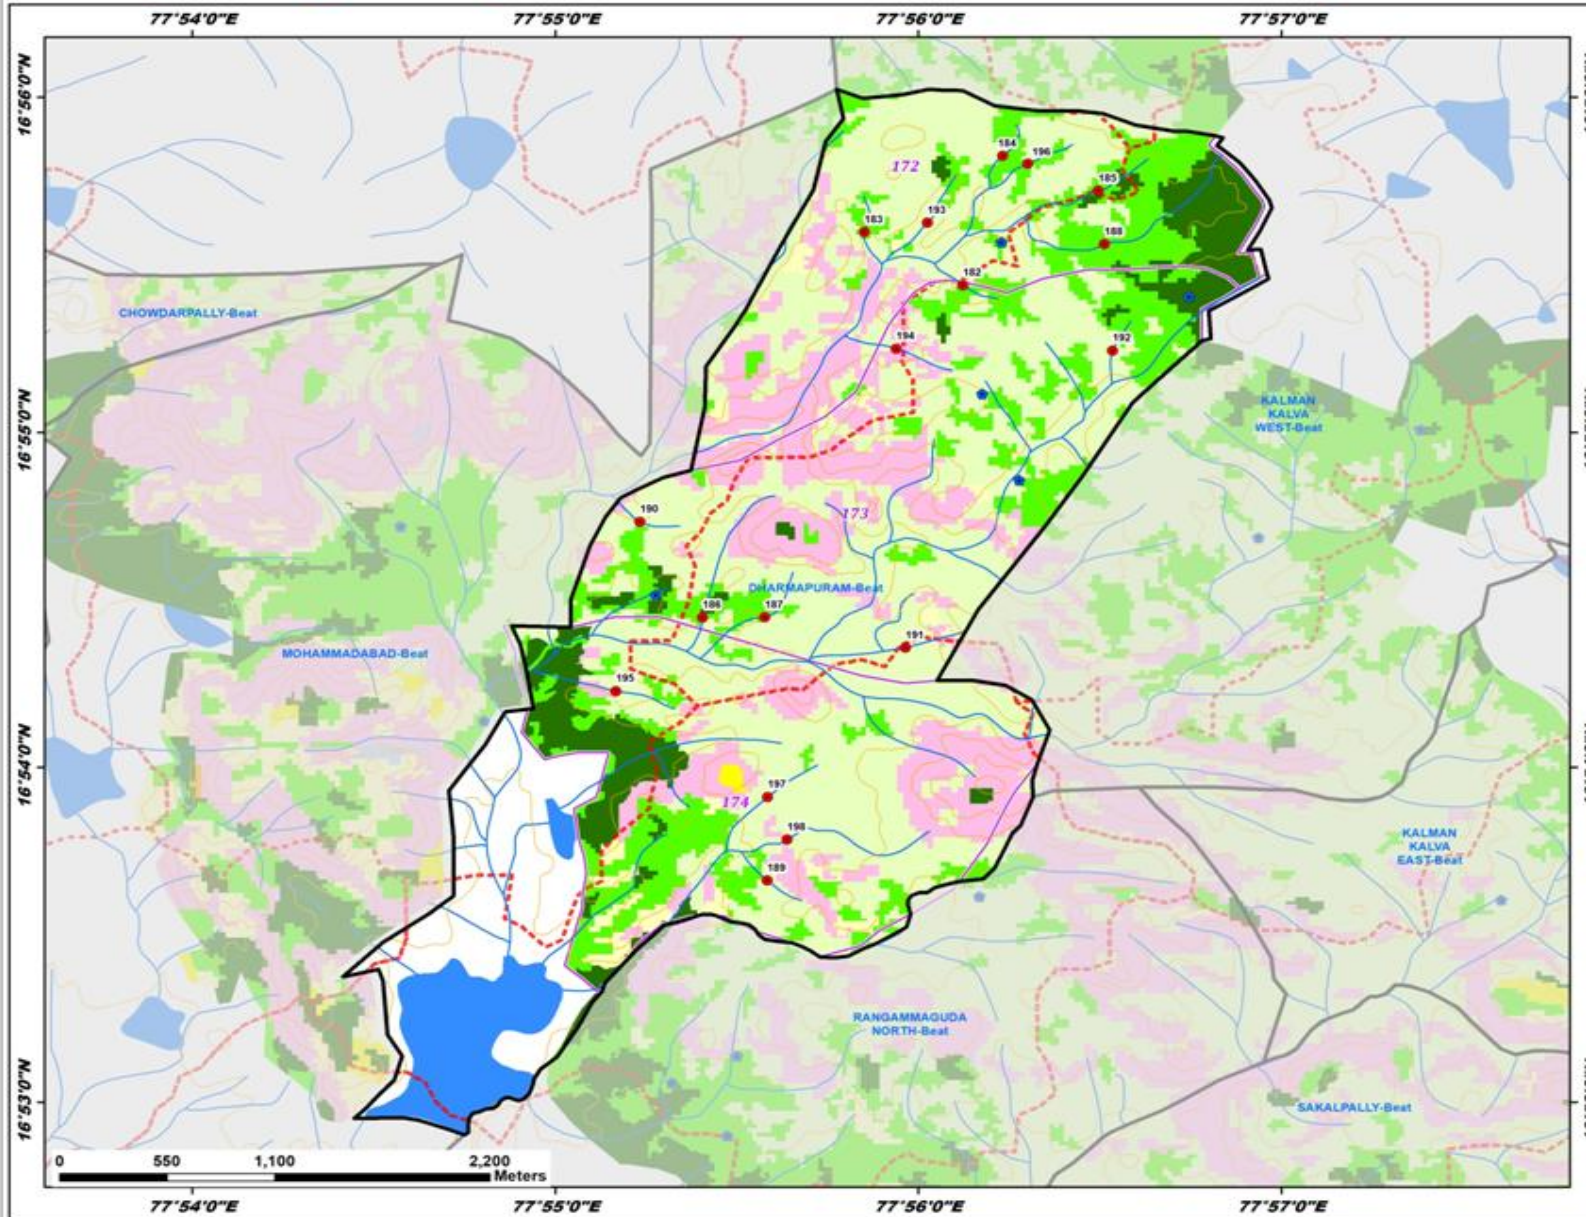 77°54'0"E
77°55'0"E
77°56'0"E
77°57'0"E
16°56'0"N
184
196
172
185
183
193
188
182
CHOWDARPALLY-Beat
194
192
KALMAN
KALVA
WEST-Beat
16°55'0"N
190
173
DHARMAPURAM-Beat
186
187
191
MOHAMMADABAD-Beat
195
16°54'0"N
197
174
198
KALMAN
KALVA
EAST-Beat
189
RANGAMMAGUDA
NORTH-Beat
16°53'0"N
SAKALPALLY-Beat
0 550 1,100 2,200
Meters
77°54'0"E
77°55'0"E
77°56'0"E
77°57'0"E